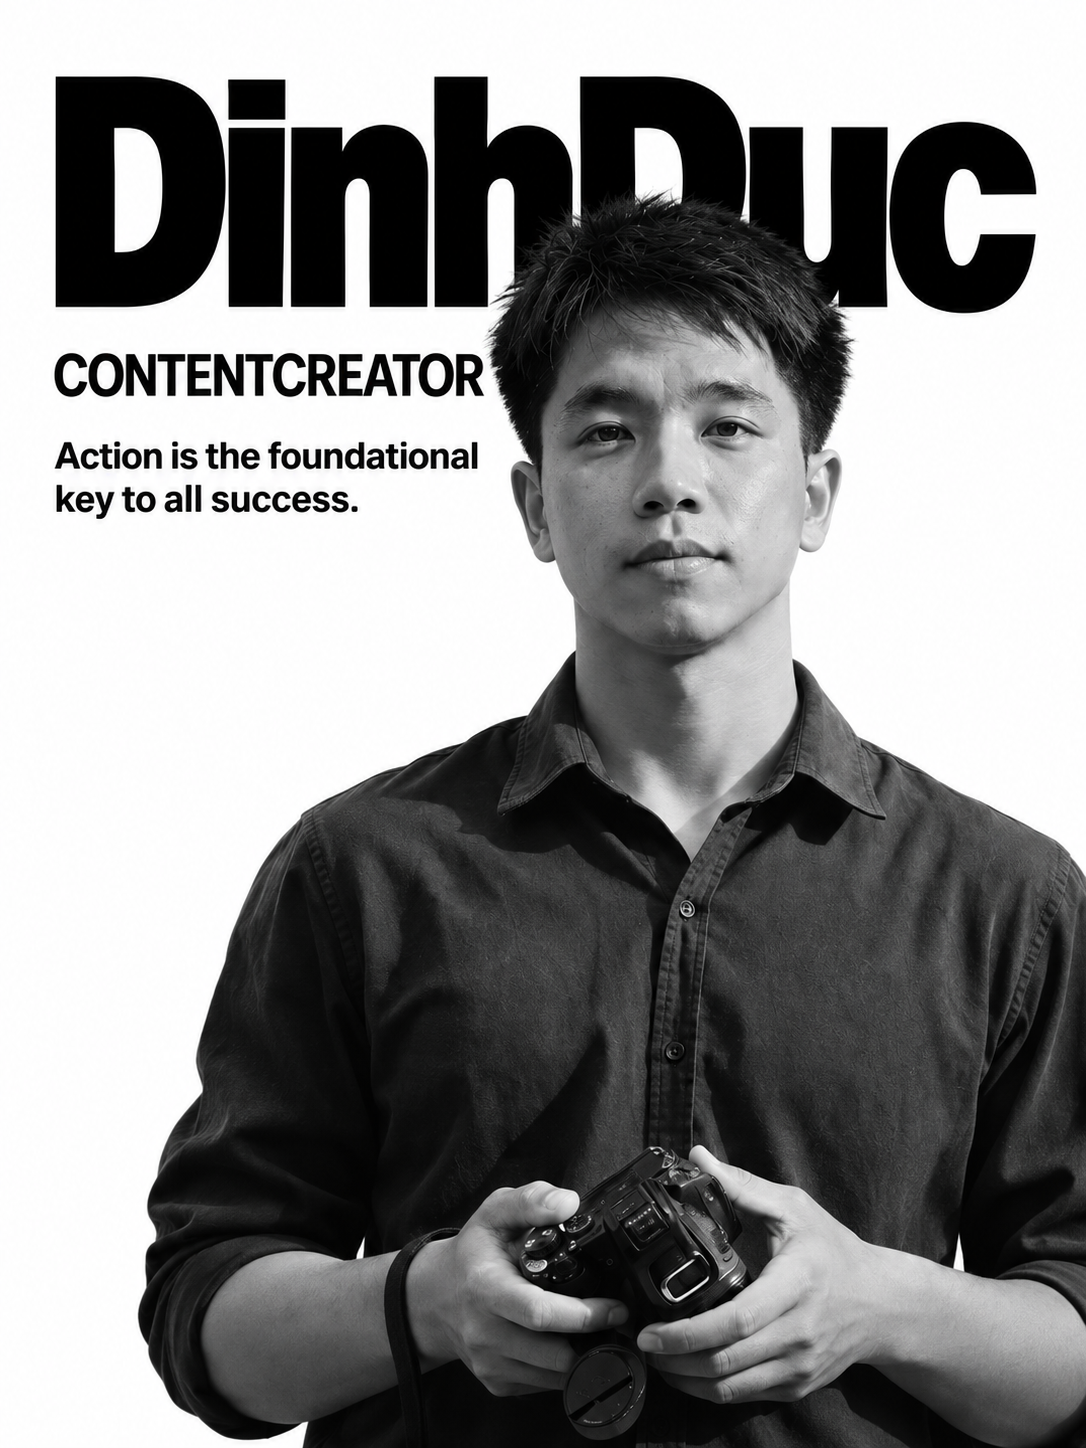 DinhDuc
CONTENTCREATOR
Action is the foundational
key to all success.